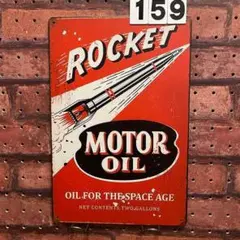 159
ROCKET
MOTOR
OIL
OIL FOR THE SPACE AGE
NET CONTENTS TWO GALLONS